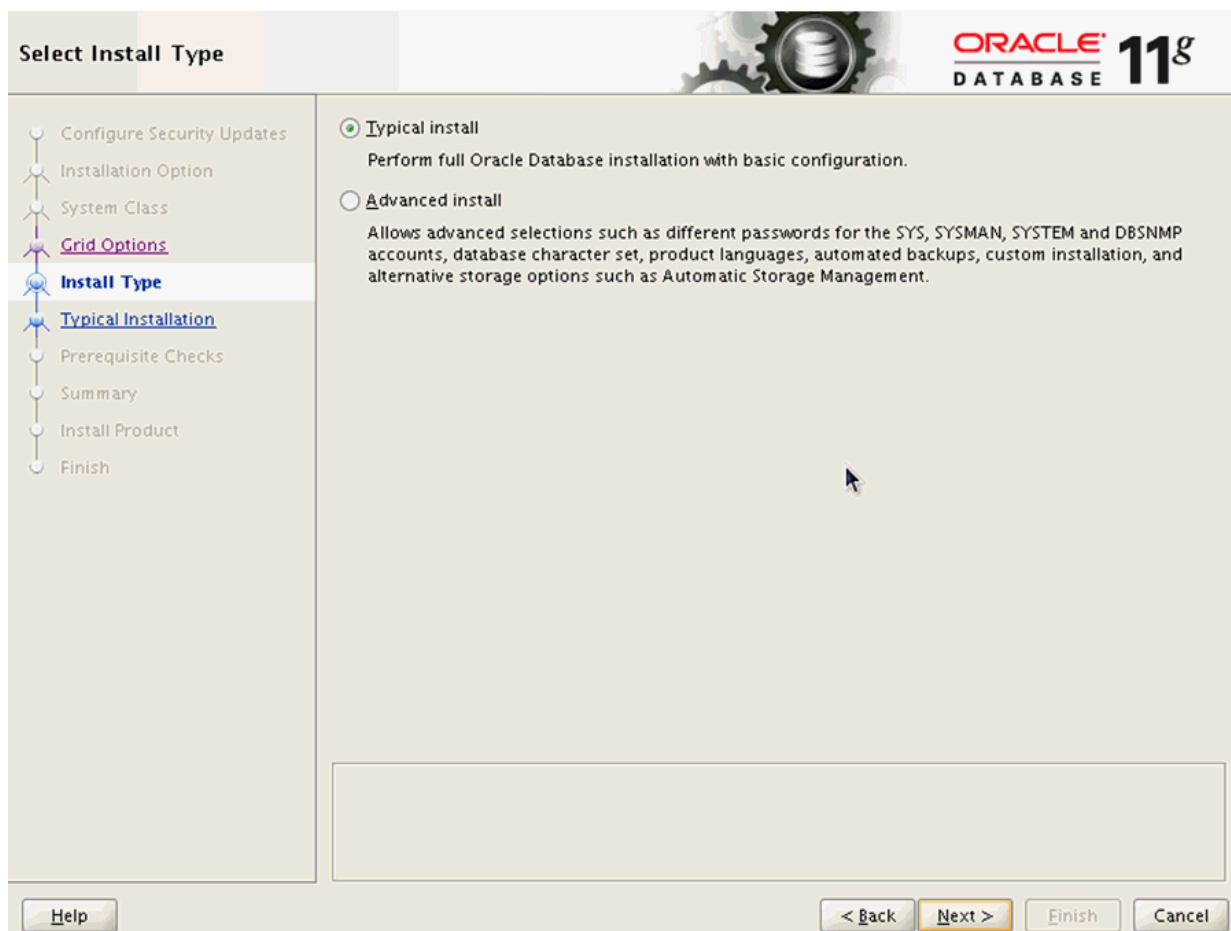 Select Install Type
ORACLE
DATABASE
11g
Configure Security Updates
Installation Option
System Class
Grid Options
Install Type
Typical Installation
Prerequisite Checks
Summary
Install Product
Finish
Typical install
Perform full Oracle Database installation with basic configuration.
Advanced install
Allows advanced selections such as different passwords for the SYS, SYSMAN, SYSTEM and DBSNMP
accounts, database character set, product languages, automated backups, custom installation, and
alternative storage options such as Automatic Storage Management.
Help
< Back
Next >
Finish
Cancel